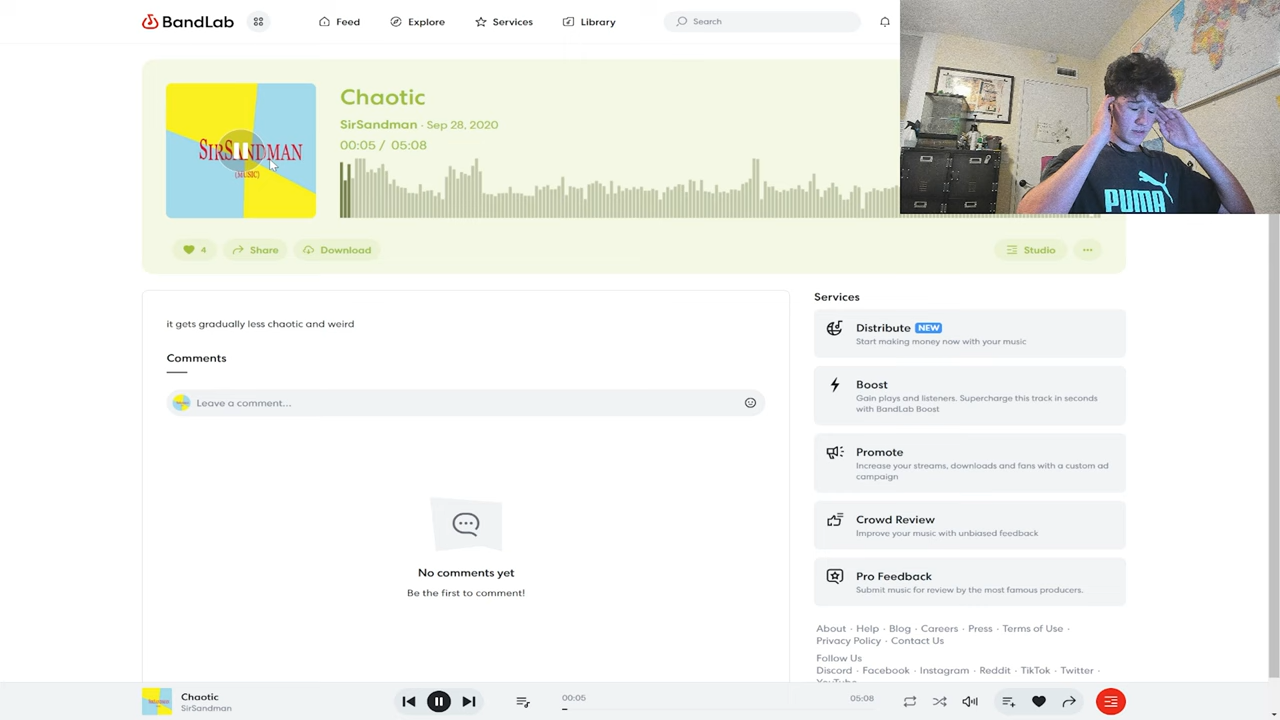 BandLab
Feed
Explore
Services
Library
Search
Chaotic
SirSandman · Sep 28, 2020
00:05 / 05:08
SIRSANDMAN
(MUSIC)
PUMA
4
Share
Download
Studio
it gets gradually less chaotic and weird
Comments
Leave a comment...
No comments yet
Be the first to comment!
Services
Distribute NEW
Start making money now with your music
Boost
Gain plays and listeners. Supercharge this track in seconds
with BandLab Boost
Promote
Increase your streams, downloads and fans with a custom ad
campaign
Crowd Review
Improve your music with unbiased feedback
Pro Feedback
Submit music for review by the most famous producers.
About · Help · Blog · Careers · Press · Terms of Use ·
Privacy Policy · Contact Us
Follow Us
Discord · Facebook · Instagram · Reddit · TikTok · Twitter ·
YouTube
Chaotic
SirSandman
00:05
05:08